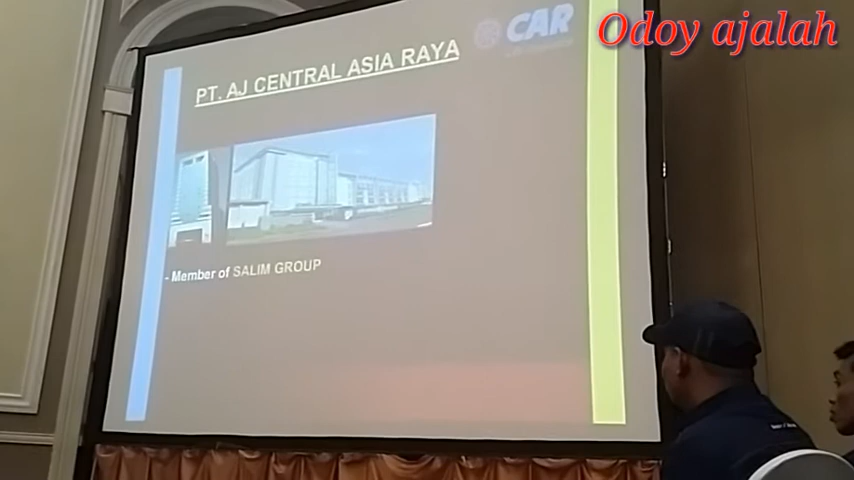 Odoy ajalah
CAR
PT. AJ CENTRAL ASIA RAYA
- Member of SALIM GROUP